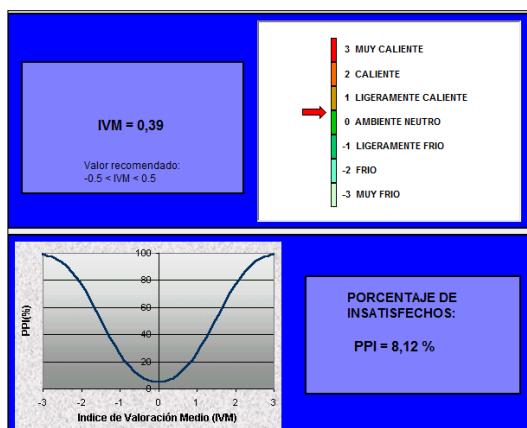 IVM = 0,39
Valor recomendado:
-0.5 < IVM < 0.5
3 MUY CALIENTE
2 CALIENTE
1 LIGERAMENTE CALIENTE
0 AMBIENTE NEUTRO
-1 LIGERAMENTE FRIO
-2 FRIO
-3 MUY FRIO
PPI(%)
100
80
60
40
20
0
-3 -2 -1 0 1 2 3
Indice de Valoración Medio (IVM)
PORCENTAJE DE
INSATISFECHOS:
PPI = 8,12 %